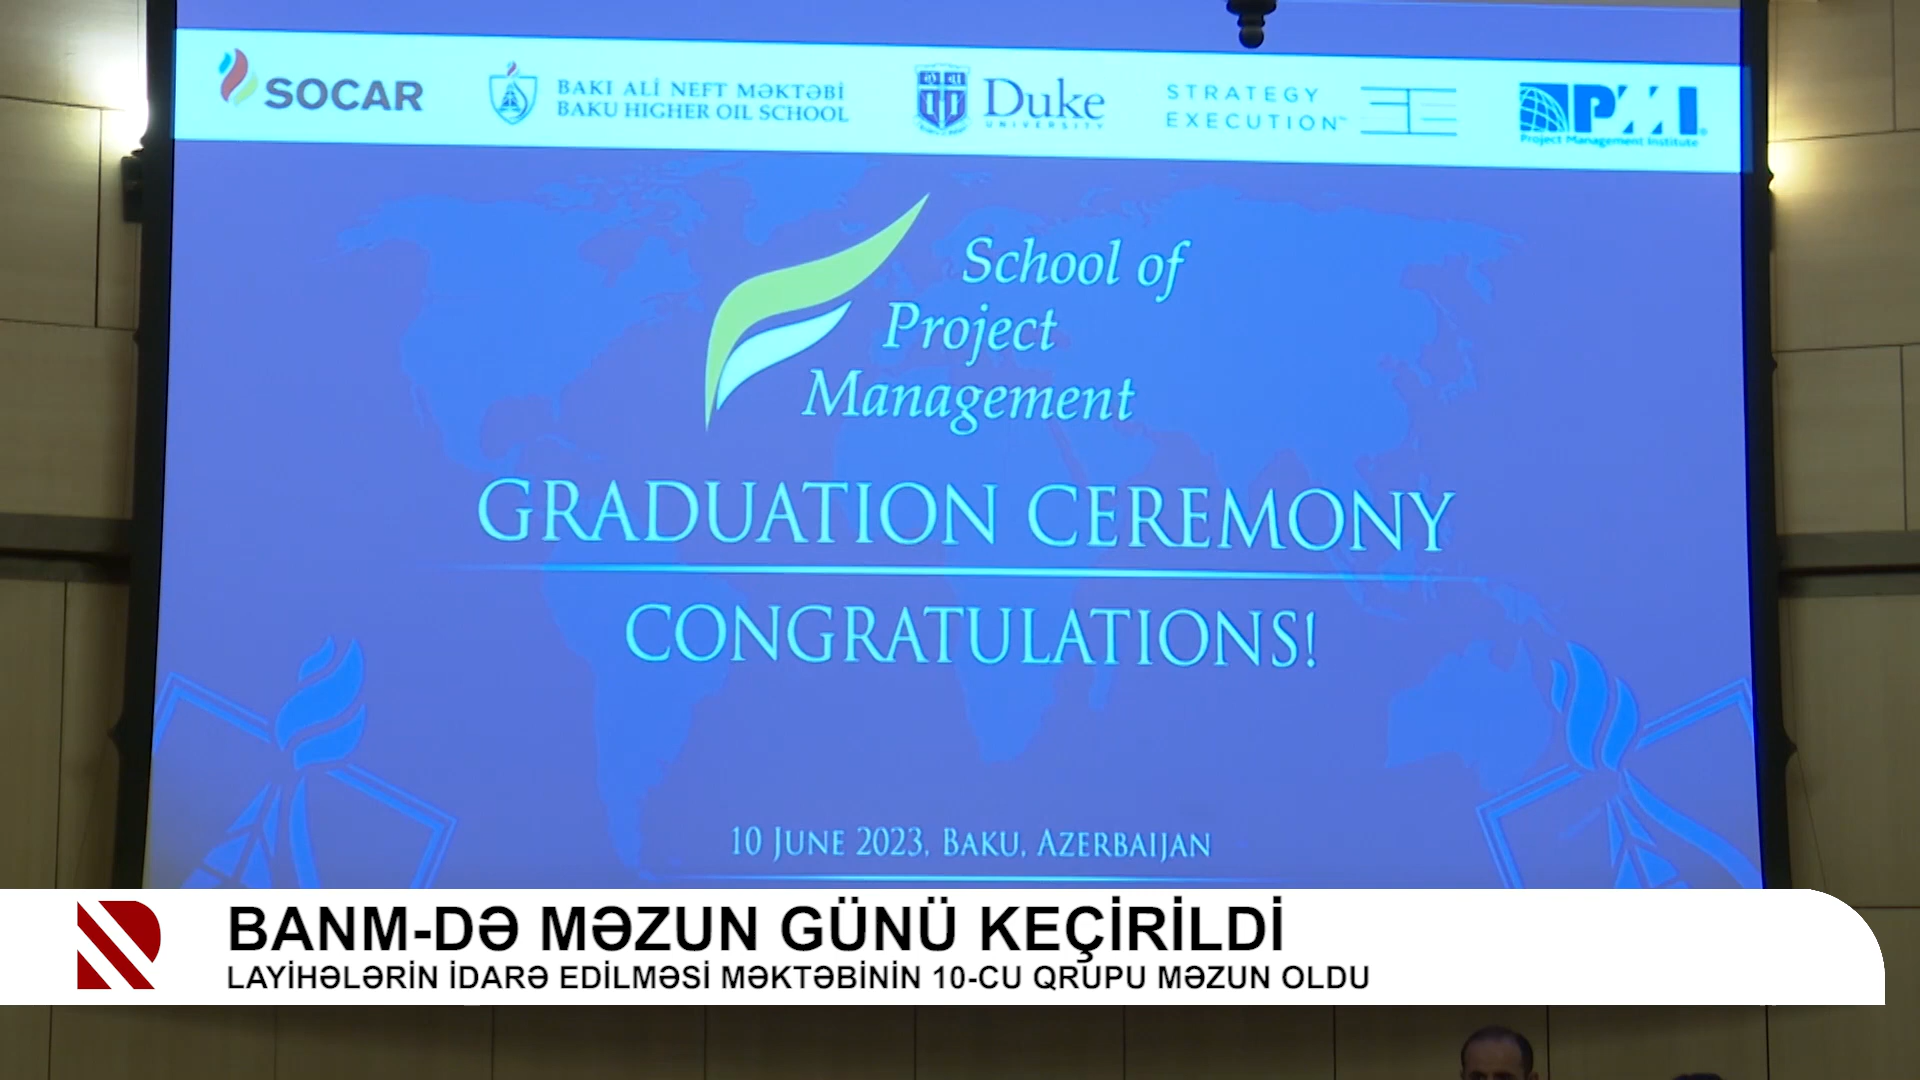 SOCAR
BAKI ALİ NEFT MƏKTƏBİ
BAKU HIGHER OIL SCHOOL
Duke
UNIVERSITY
STRATEGY
EXECUTION™
PMI
Project Management Institute
School of
Project
Management
GRADUATION CEREMONY
CONGRATULATIONS!
10 JUNE 2023, BAKU, AZERBAIJAN
BANM-DƏ MƏZUN GÜNÜ KEÇİRİLDİ
LAYİHƏLƏRİN İDARƏ EDİLMƏSİ MƏKTƏBİNİN 10-CU QRUPU MƏZUN OLDU